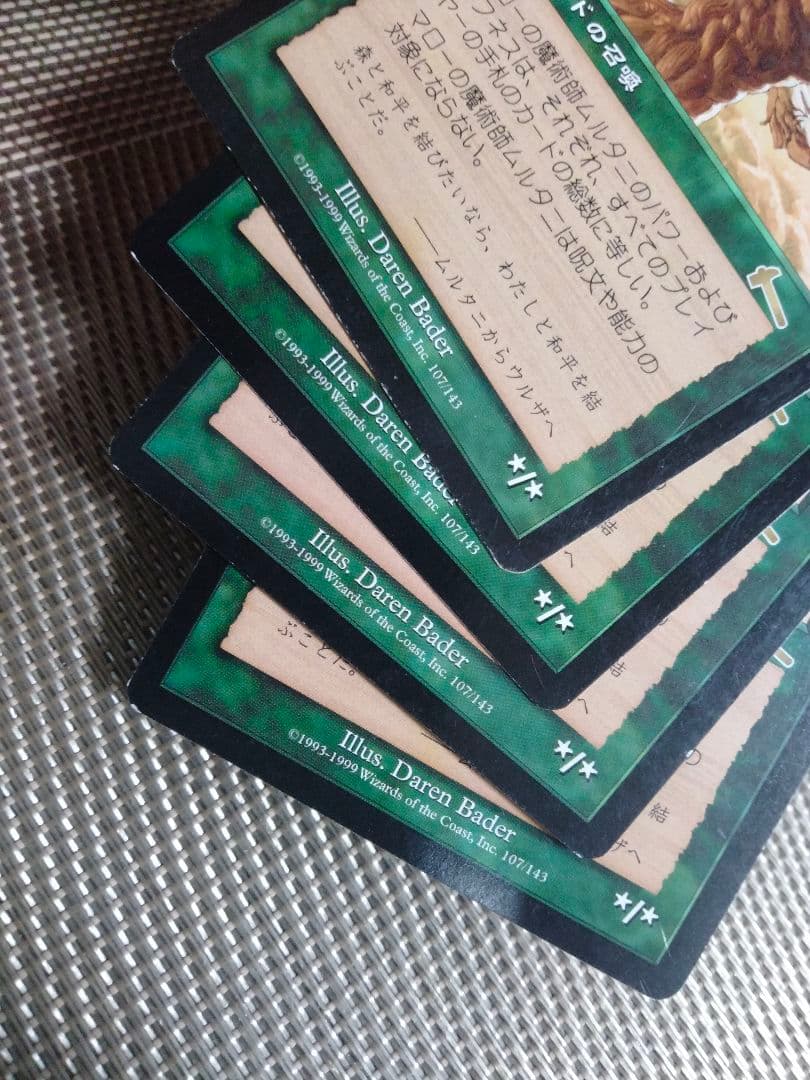 ドの召喚
ローの魔術師ムルタニのパワーおよび
フネスは、それぞれ、すべてのプレイ
ヤーの手札のカードの総数に等しい。
マローの魔術師ムルタニは呪文や能力の
対象にならない。
森と和平を結びたいなら、わたしと和平を結
ぶことだ。
――ムルタニからウルザへ
Illus. Daren Bader
©1993-1999 Wizards of the Coast, Inc. 107/143
★/★
結
へ
Illus. Daren Bader
©1993-1999 Wizards of the Coast, Inc. 107/143
★/★
結
へ
Illus. Daren Bader
©1993-1999 Wizards of the Coast, Inc. 107/143
★/★
の
結
ぶことだ。
ザへ
Illus. Daren Bader
©1993-1999 Wizards of the Coast, Inc. 107/143
★/★